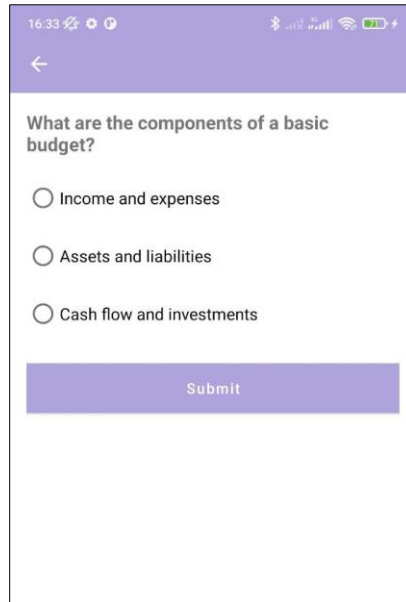 16:33
71
What are the components of a basic
budget?
Income and expenses
Assets and liabilities
Cash flow and investments
Submit